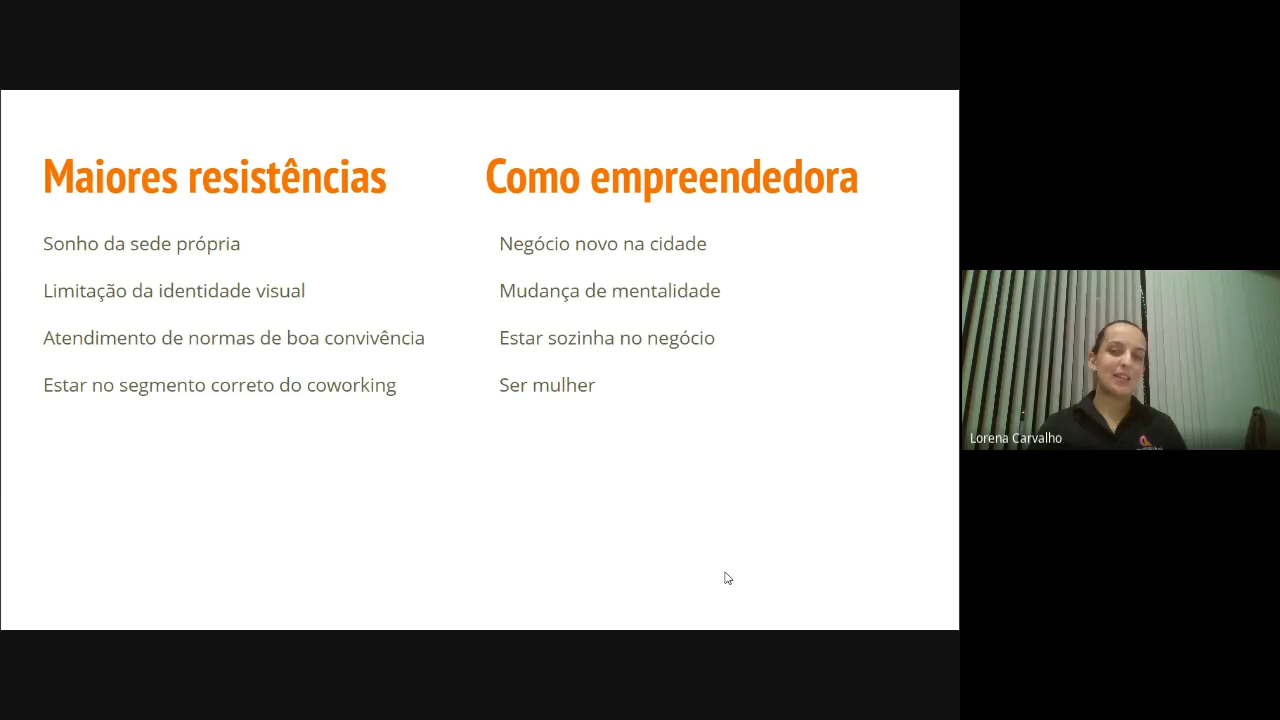 Maiores resistências
Sonho da sede própria
Limitação da identidade visual
Atendimento de normas de boa convivência
Estar no segmento correto do coworking
Como empreendedora
Negócio novo na cidade
Mudança de mentalidade
Estar sozinha no negócio
Ser mulher
Lorena Carvalho